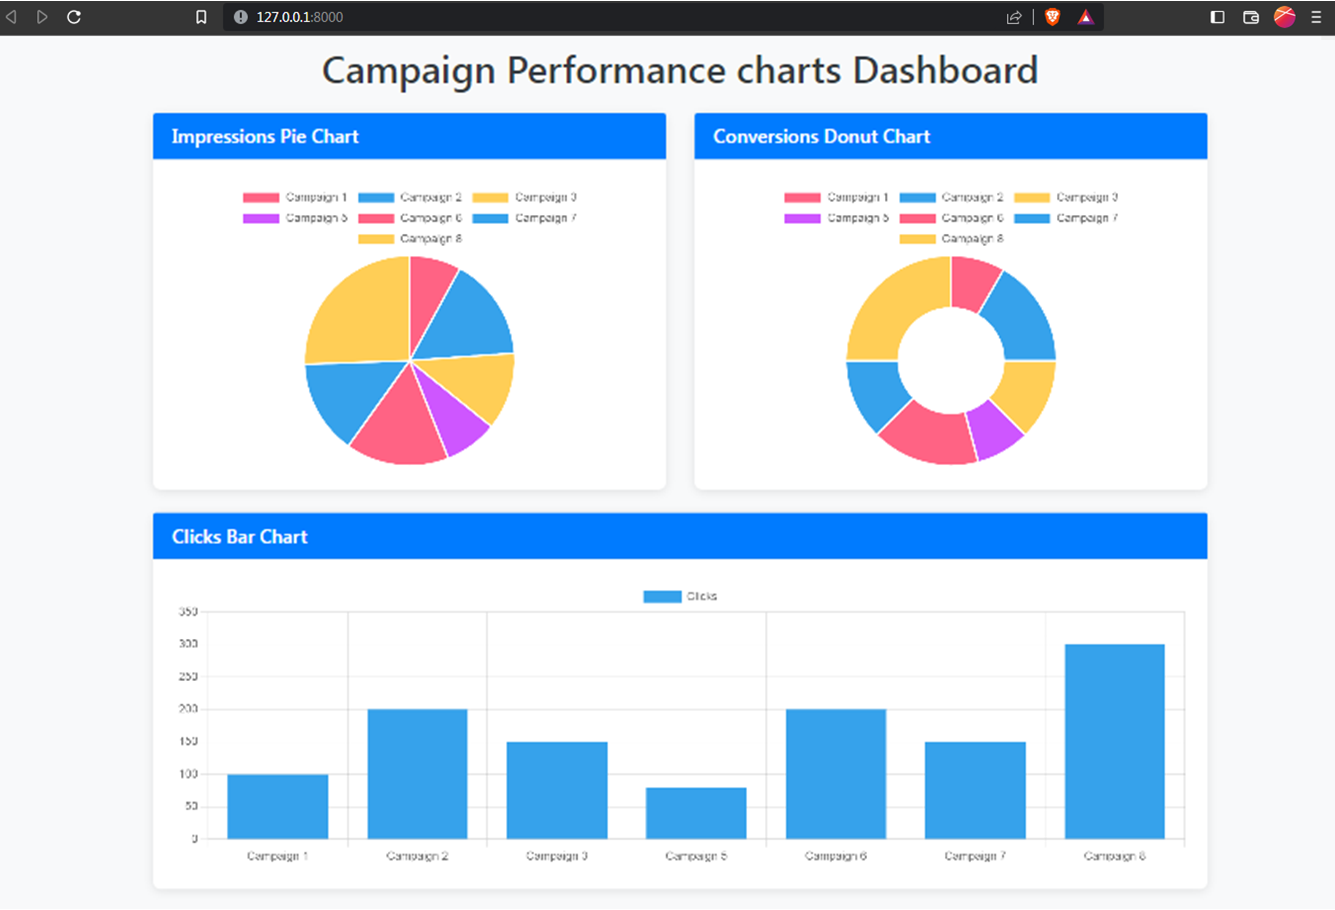 127.0.0.1:8000
Campaign Performance charts Dashboard
Impressions Pie Chart
Campaign 1 Campaign 2 Campaign 3
Campaign 5 Campaign 6 Campaign 7
Campaign 8
Conversions Donut Chart
Campaign 1 Campaign 2 Campaign 3
Campaign 5 Campaign 6 Campaign 7
Campaign 8
Clicks Bar Chart
Clicks
350
300
250
200
150
100
50
0
Campaign 1 Campaign 2 Campaign 3 Campaign 5 Campaign 6 Campaign 7 Campaign 8